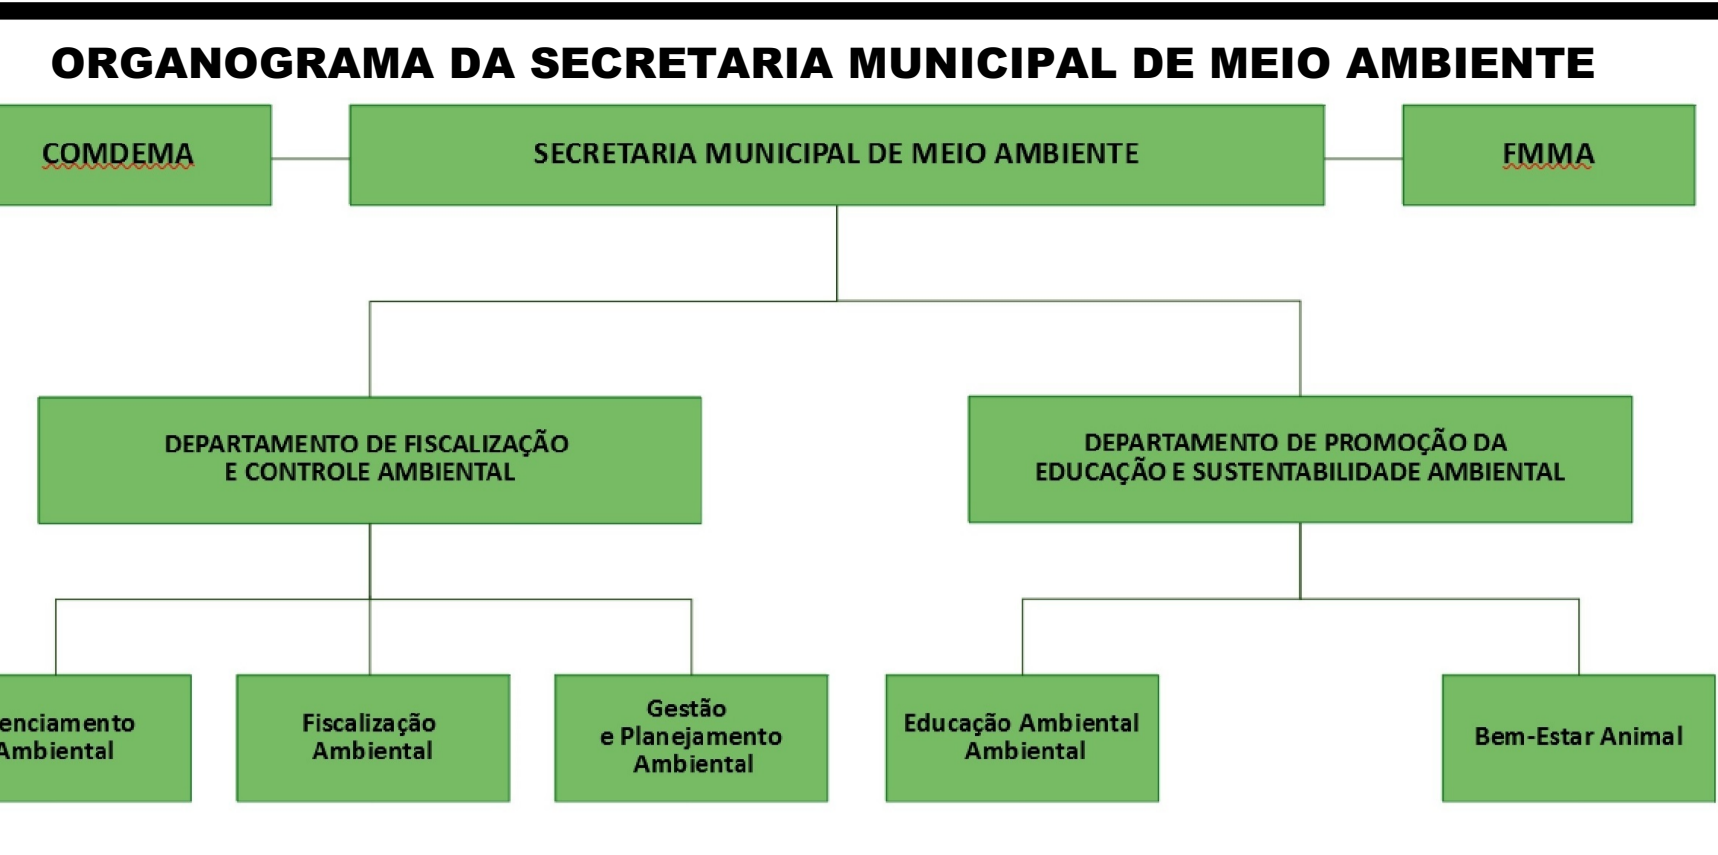 ORGANOGRAMA DA SECRETARIA MUNICIPAL DE MEIO AMBIENTE
COMDEMA
SECRETARIA MUNICIPAL DE MEIO AMBIENTE
FMMA
DEPARTAMENTO DE FISCALIZAÇÃO
E CONTROLE AMBIENTAL
DEPARTAMENTO DE PROMOÇÃO DA
EDUCAÇÃO E SUSTENTABILIDADE AMBIENTAL
enciamento
Ambiental
Fiscalização
Ambiental
Gestão
e Planejamento
Ambiental
Educação Ambiental
Ambiental
Bem-Estar Animal